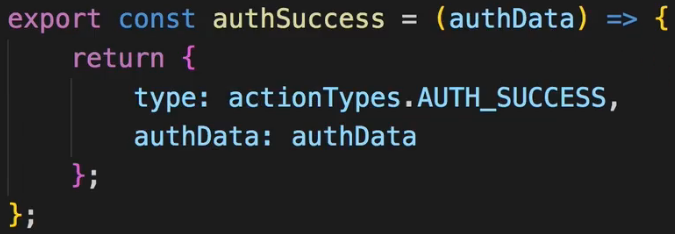 export const authSuccess = (authData) => {
    return {
        type: actionTypes.AUTH_SUCCESS,
        authData: authData
    };
};